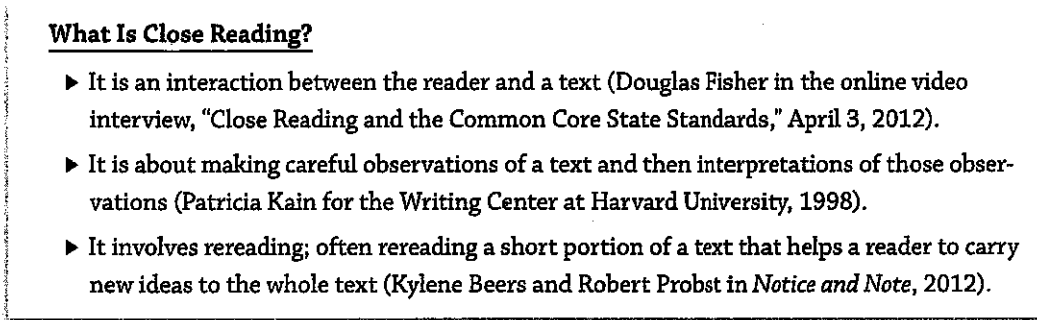 What Is Close Reading?
▶ It is an interaction between the reader and a text (Douglas Fisher in the online video
interview, “Close Reading and the Common Core State Standards,” April 3, 2012).
▶ It is about making careful observations of a text and then interpretations of those obser-
vations (Patricia Kain for the Writing Center at Harvard University, 1998).
▶ It involves rereading; often rereading a short portion of a text that helps a reader to carry
new ideas to the whole text (Kylene Beers and Robert Probst in Notice and Note, 2012).